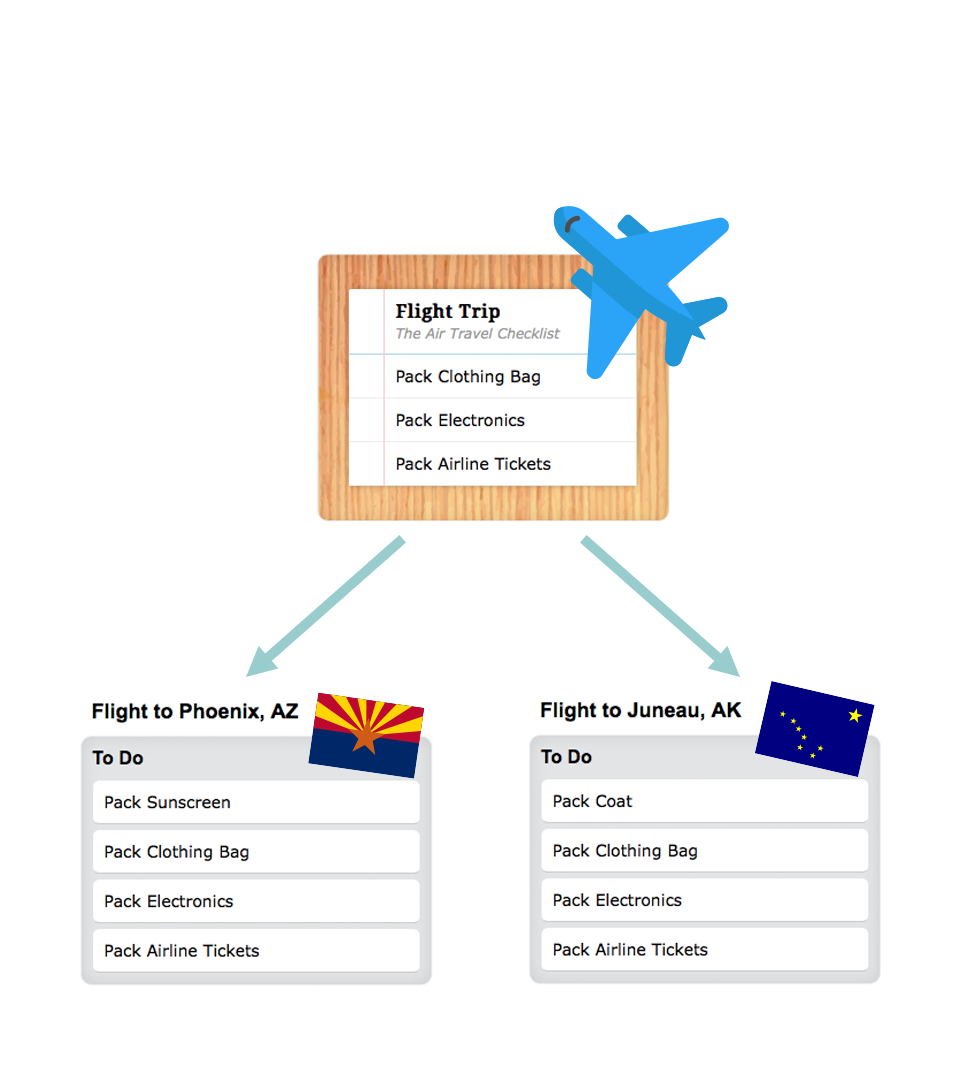 Flight Trip
The Air Travel Checklist
Pack Clothing Bag
Pack Electronics
Pack Airline Tickets
Flight to Phoenix, AZ
To Do
Pack Sunscreen
Pack Clothing Bag
Pack Electronics
Pack Airline Tickets
Flight to Juneau, AK
To Do
Pack Coat
Pack Clothing Bag
Pack Electronics
Pack Airline Tickets